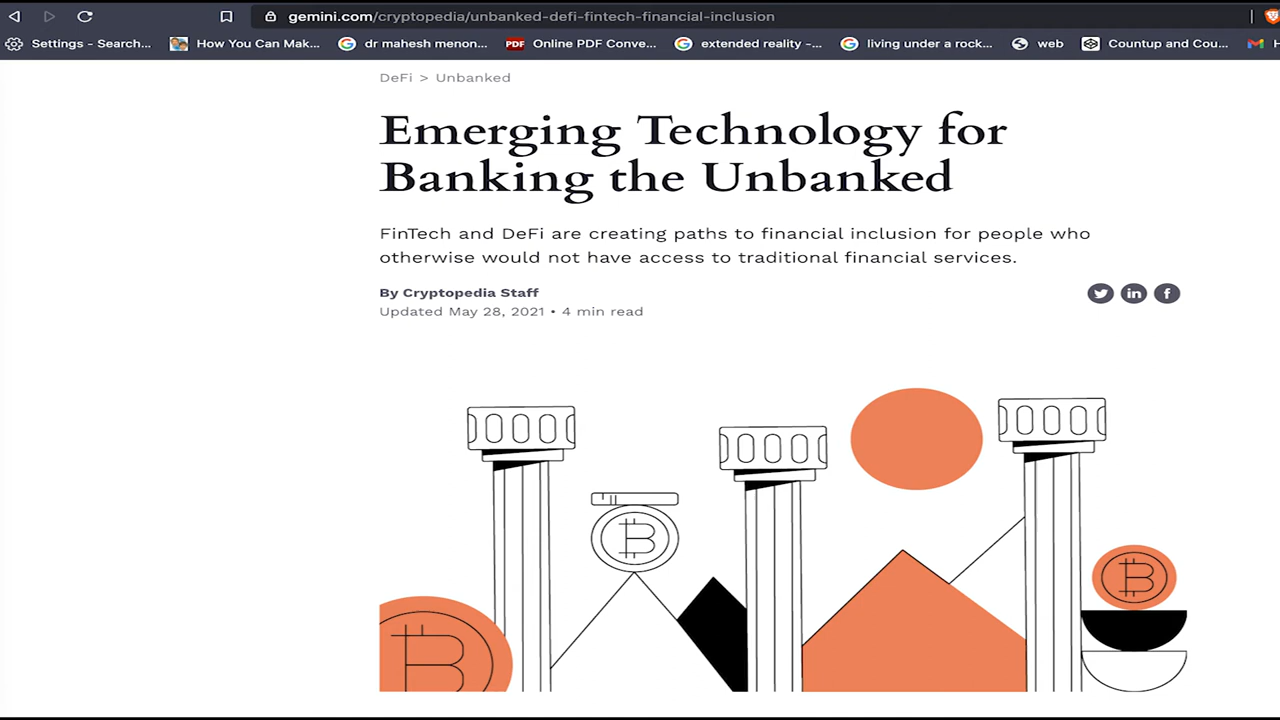 gemini.com/cryptopedia/unbanked-defi-fintech-financial-inclusion
Settings - Search... How You Can Mak... dr mahesh menon... PDF Online PDF Conve... extended reality -... living under a rock... web Countup and Cou... H
DeFi > Unbanked
Emerging Technology for
Banking the Unbanked
FinTech and DeFi are creating paths to financial inclusion for people who
otherwise would not have access to traditional financial services.
By Cryptopedia Staff
Updated May 28, 2021 • 4 min read